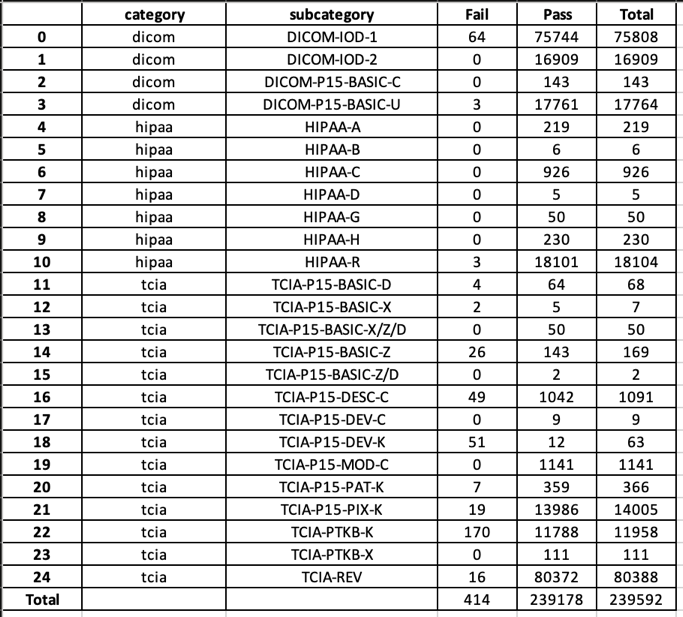 category subcategory Fail Pass Total
0 dicom DICOM-IOD-1 64 75744 75808
1 dicom DICOM-IOD-2 0 16909 16909
2 dicom DICOM-P15-BASIC-C 0 143 143
3 dicom DICOM-P15-BASIC-U 3 17761 17764
4 hipaa HIPAA-A 0 219 219
5 hipaa HIPAA-B 0 6 6
6 hipaa HIPAA-C 0 926 926
7 hipaa HIPAA-D 0 5 5
8 hipaa HIPAA-G 0 50 50
9 hipaa HIPAA-H 0 230 230
10 hipaa HIPAA-R 3 18101 18104
11 tcia TCIA-P15-BASIC-D 4 64 68
12 tcia TCIA-P15-BASIC-X 2 5 7
13 tcia TCIA-P15-BASIC-X/Z/D 0 50 50
14 tcia TCIA-P15-BASIC-Z 26 143 169
15 tcia TCIA-P15-BASIC-Z/D 0 2 2
16 tcia TCIA-P15-DESC-C 49 1042 1091
17 tcia TCIA-P15-DEV-C 0 9 9
18 tcia TCIA-P15-DEV-K 51 12 63
19 tcia TCIA-P15-MOD-C 0 1141 1141
20 tcia TCIA-P15-PAT-K 7 359 366
21 tcia TCIA-P15-PIX-K 19 13986 14005
22 tcia TCIA-PTKB-K 170 11788 11958
23 tcia TCIA-PTKB-X 0 111 111
24 tcia TCIA-REV 16 80372 80388
Total 414 239178 239592